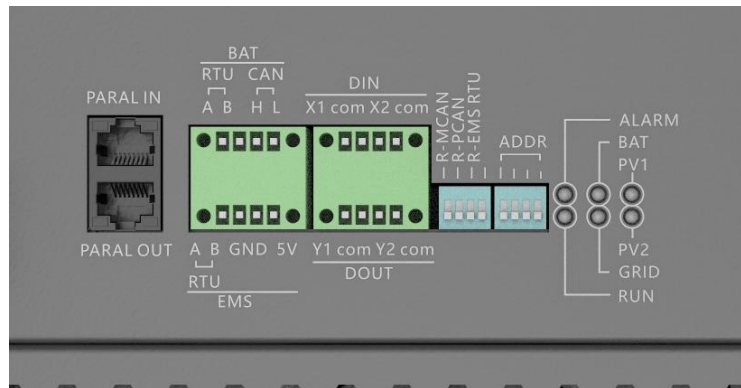 BAT
RTU CAN
A B H L
DIN
X1 com X2 com
PARAL IN
PARAL OUT
A B GND 5V
RTU
EMS
Y1 com Y2 com
DOUT
R-MCAN
R-PCAN
R-EMS RTU
ADDR
ALARM
BAT
PV1
PV2
GRID
RUN